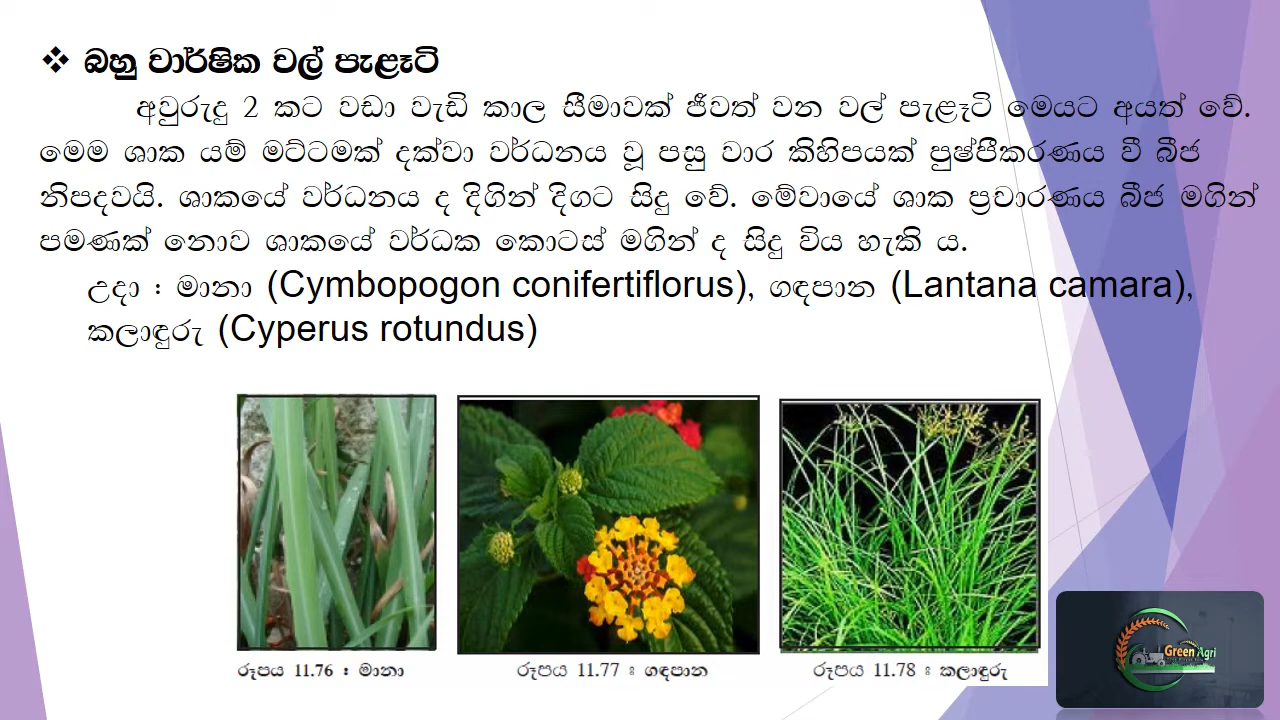 ❖ බහු වාර්ෂික වල් පැළෑටි
අවුරුදු 2 කට වඩා වැඩි කාල සීමාවක් ජීවත් වන වල් පැළෑටි මෙයට අයත් වේ.
මෙම ශාක යම් මට්ටමක් දක්වා වර්ධනය වූ පසු වාර කිහිපයක් පුෂ්පීකරණය වී බීජ
නිපදවයි. ශාකයේ වර්ධනය ද දිගින් දිගට සිදු වේ. මේවායේ ශාක ප්‍රචාරණය බීජ මගින්
පමණක් නොව ශාකයේ වර්ධක කොටස් මගින් ද සිදු විය හැකි ය.
උදා : මානා (Cymbopogon conifertiflorus), ගඳපාන (Lantana camara),
කලාඳුරු (Cyperus rotundus)
රූපය 11.76 : මානා
රූපය 11.77 : ගඳපාන
රූපය 11.78 : කලාඳුරු
Green Agri